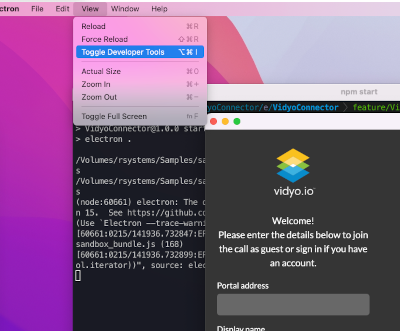 ctron File Edit View Window Help
Reload ⌘R
Force Reload ⇧⌘R
Toggle Developer Tools ⌥⌘I
Actual Size ⌘0
Zoom In ⌘+
Zoom Out ⌘−
Toggle Full Screen fn F
npm start
yoConnector/e/VidyoConnector feature/Vi
> VidyoConnector@1.0.0 star
> electron .
/Volumes/rsystems/Samples/sa
s
/Volumes/rsystems/Samples/sa
s
(node:60661) electron: The d
n 15. See https://github.co
(Use `Electron --trace-warni
[60661:0215/141936.732847:ER
sandbox_bundle.js (168)
[60661:0215/141936.732899:ER
ol.iterator))", source: elec
vidyo.io
Welcome!
Please enter the details below to join
the call as guest or sign in if you have
an account.
Portal address
Display name